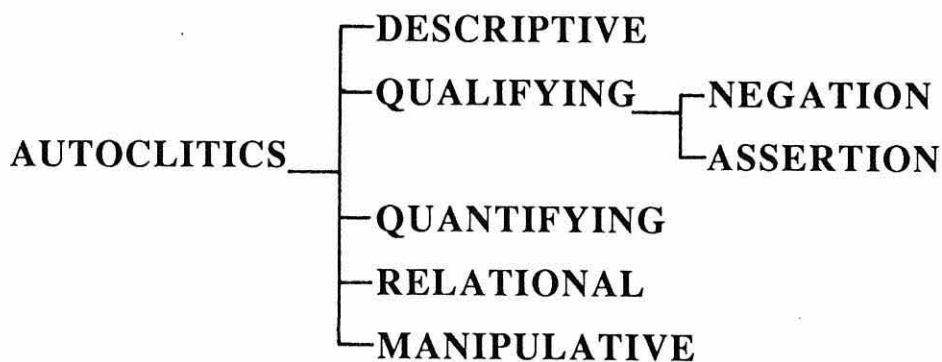 DESCRIPTIVE
QUALIFYING
NEGATION
ASSERTION
AUTOCLITICS
QUANTIFYING
RELATIONAL
MANIPULATIVE